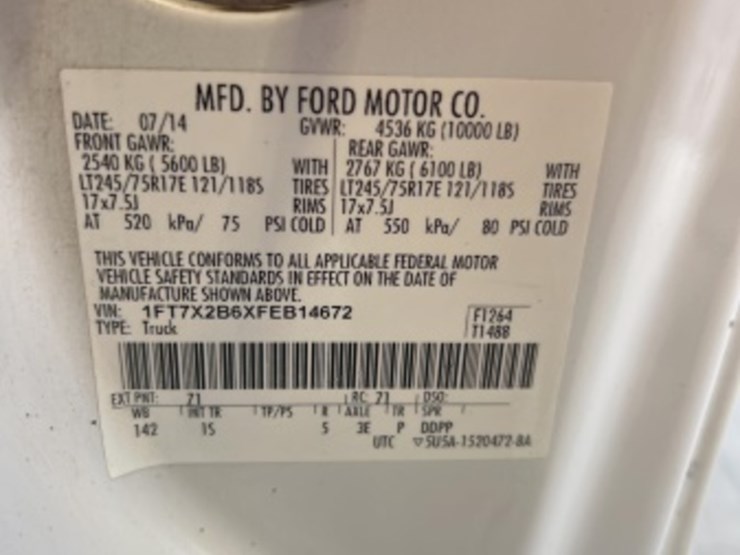 MFD. BY FORD MOTOR CO.
DATE: 07/14 GVWR: 4536 KG (10000 LB)
FRONT GAWR: REAR GAWR:
2540 KG ( 5600 LB) WITH 2767 KG ( 6100 LB) WITH
LT245/75R17E 121/118S TIRES LT245/75R17E 121/118S TIRES
17x7.5J RIMS 17x7.5J RIMS
AT 520 kPa/ 75 PSI COLD AT 550 kPa/ 80 PSI COLD
THIS VEHICLE CONFORMS TO ALL APPLICABLE FEDERAL MOTOR
VEHICLE SAFETY STANDARDS IN EFFECT ON THE DATE OF
MANUFACTURE SHOWN ABOVE.
VIN: 1FT7X2B6XFEB14672 F1264
TYPE: Truck T1488
EXT PNT: Z1 RC: 71 DSO:
WB INT TR TP/PS R AXLE TR SPR
142 1S 5 3E P DDPP
UTC ▽5U5A-1520472-BA